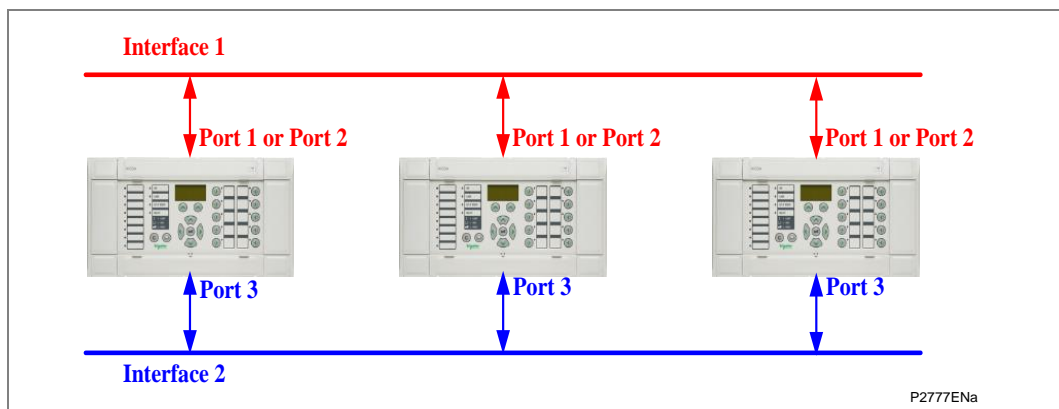 Interface 1
Port 1 or Port 2 Port 1 or Port 2 Port 1 or Port 2
Port 3 Port 3 Port 3
Interface 2
P2777ENa